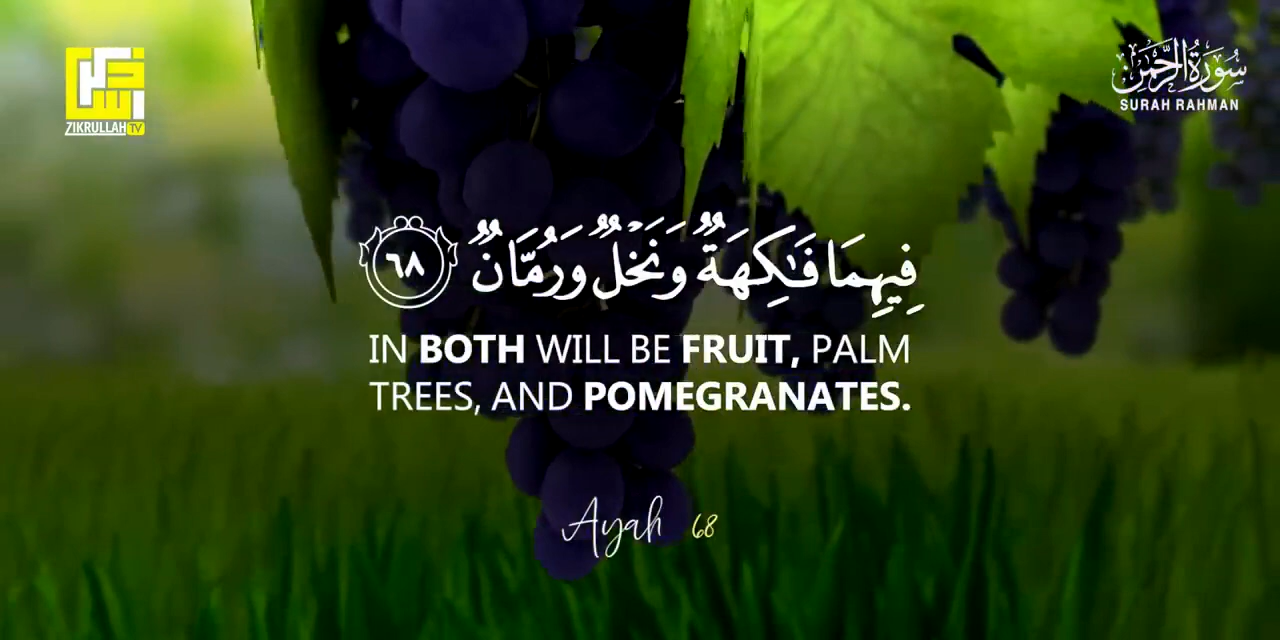 ZIKRULLAH TV
سُورَةُ الرَّحْمَن
SURAH RAHMAN
فِيهِمَا فَـٰكِهَةٌ وَنَخْلٌ وَرُمَّانٌ ٦٨
IN BOTH WILL BE FRUIT, PALM
TREES, AND POMEGRANATES.
Ayah 68